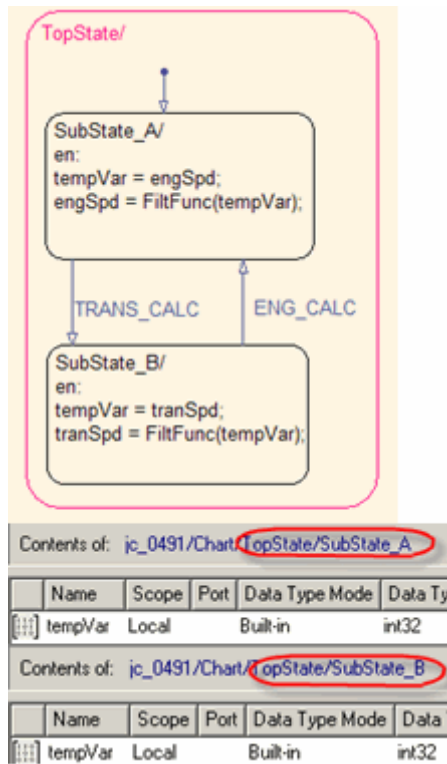 TopState/
SubState_A/
en:
tempVar = engSpd;
engSpd = FiltFunc(tempVar);
TRANS_CALC
ENG_CALC
SubState_B/
en:
tempVar = tranSpd;
tranSpd = FiltFunc(tempVar);
Contents of: jc_0491/Chart/TopState/SubState_A
Name Scope Port Data Type Mode Data Ty
tempVar Local Built-in int32
Contents of: jc_0491/Chart/TopState/SubState_B
Name Scope Port Data Type Mode Data
tempVar Local Built-in int32